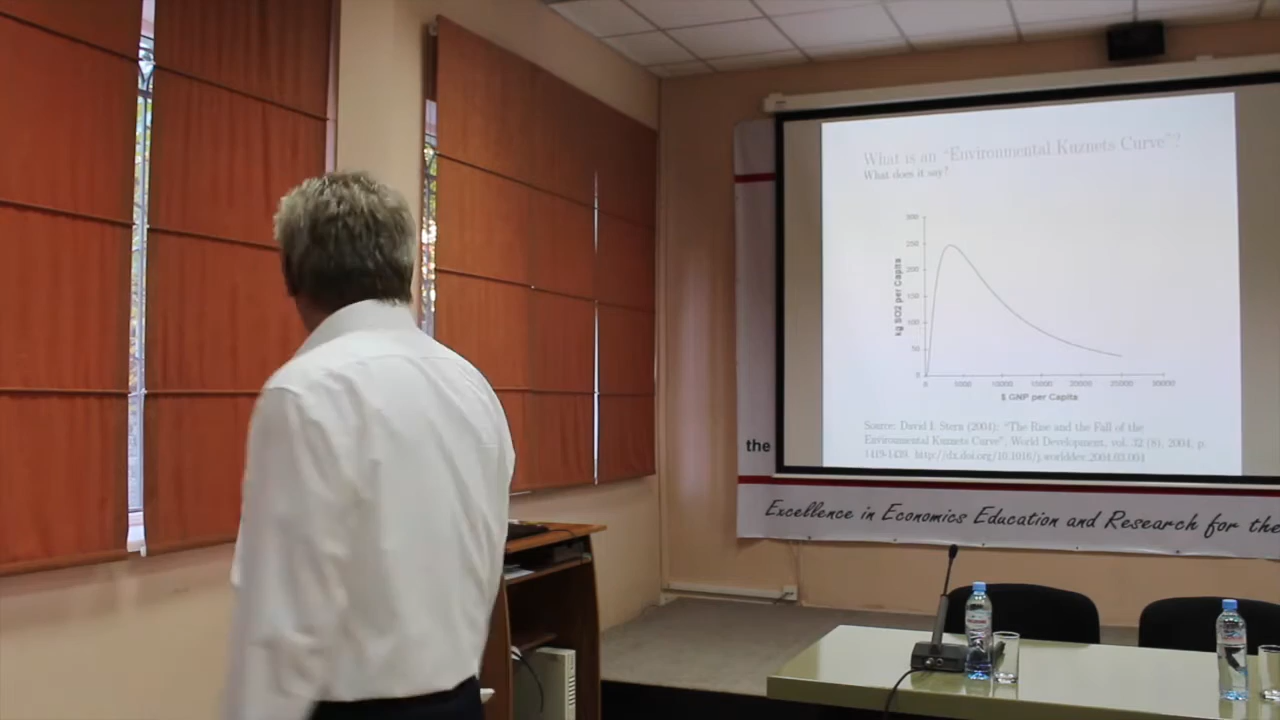 What is an "Environmental Kuznets Curve"?
What does it say?
300
250
200
150
100
50
0
kg SO2 per Capita
0 5000 10000 15000 20000 25000 30000
$ GNP per Capita
Source: David I. Stern (2004): "The Rise and the Fall of the
Environmental Kuznets Curve", World Development, vol. 32 (8), 2004, p.
1419-1439. http://dx.doi.org/10.1016/j.worlddev.2004.03.004
the
Excellence in Economics Education and Research for the